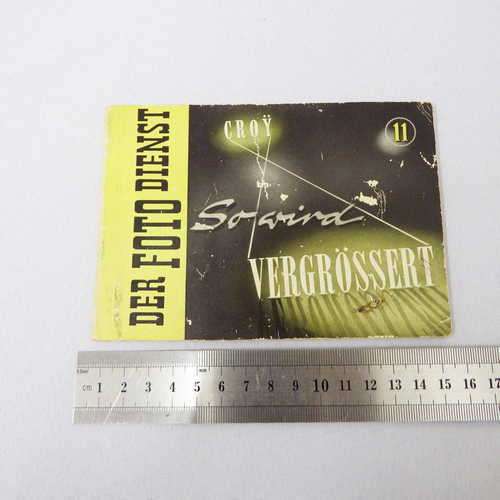 DER FOTO DIENST
CROŸ
11
So wird
VERGRÖSSERT
cm 1 2 3 4 5 6 7 8 9 10 11 12 13 14 15 16 17